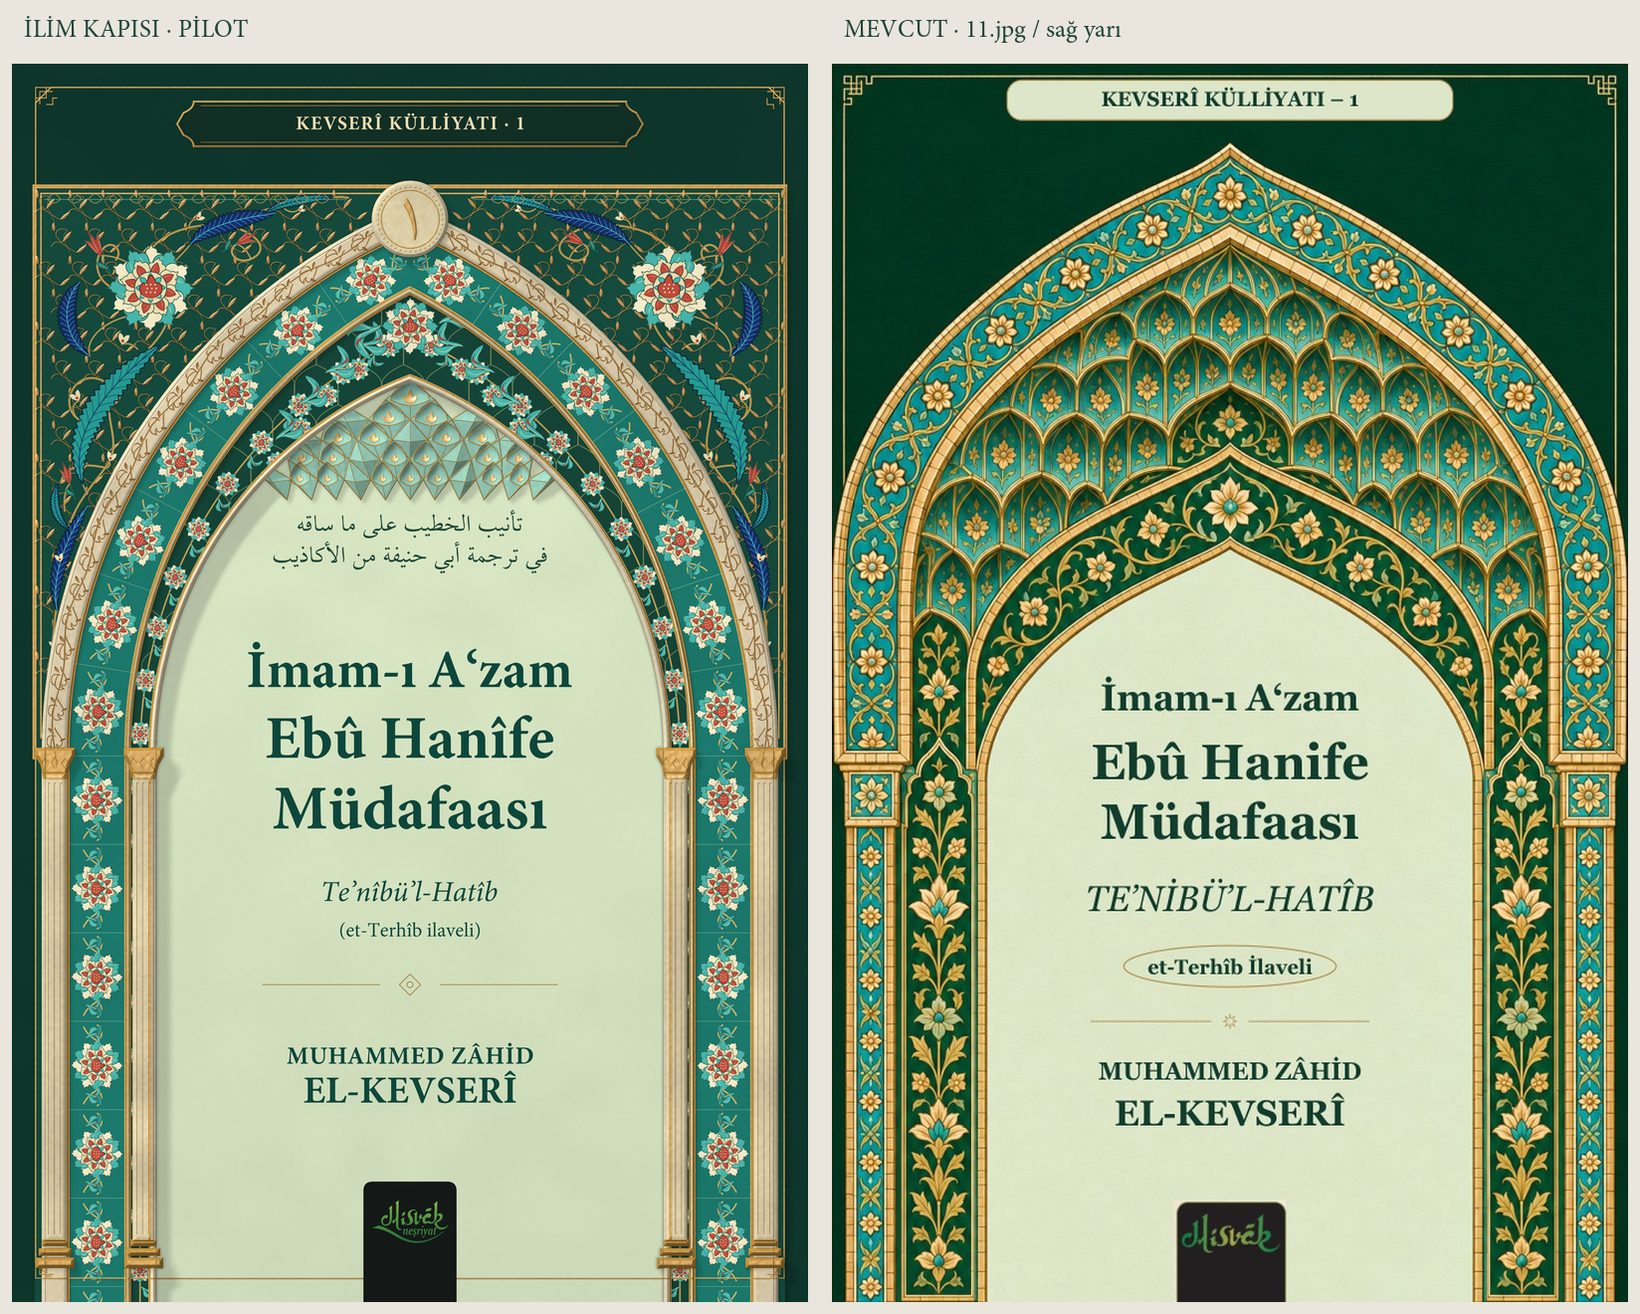 İLİM KAPISI · PİLOT
KEVSERÎ KÜLLİYATI · 1
١
تأنيب الخطيب على ما ساقه
في ترجمة أبي حنيفة من الأكاذيب
İmam-ı A‘zam
Ebû Hanîfe
Müdafaası
Te’nîbü’l-Hatîb
(et-Terhîb ilaveli)
MUHAMMED ZÂHİD
EL-KEVSERÎ
Misvâk
neşriyat
MEVCUT · 11.jpg / sağ yarı
KEVSERÎ KÜLLİYATI – 1
İmam-ı A‘zam
Ebû Hanife
Müdafaası
TE’NİBÜ’L-HATÎB
et-Terhîb İlaveli
MUHAMMED ZÂHİD
EL-KEVSERÎ
Misvâk